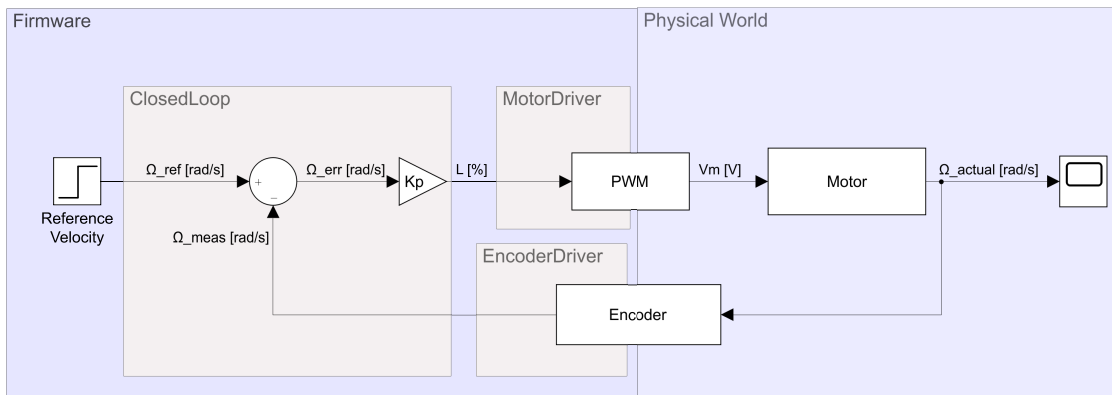 Firmware
Physical World
ClosedLoop
MotorDriver
Ω_ref [rad/s]
Ω_err [rad/s]
L [%]
Vm [V]
Ω_actual [rad/s]
+
−
Kp
PWM
Motor
Reference
Velocity
Ω_meas [rad/s]
EncoderDriver
Encoder